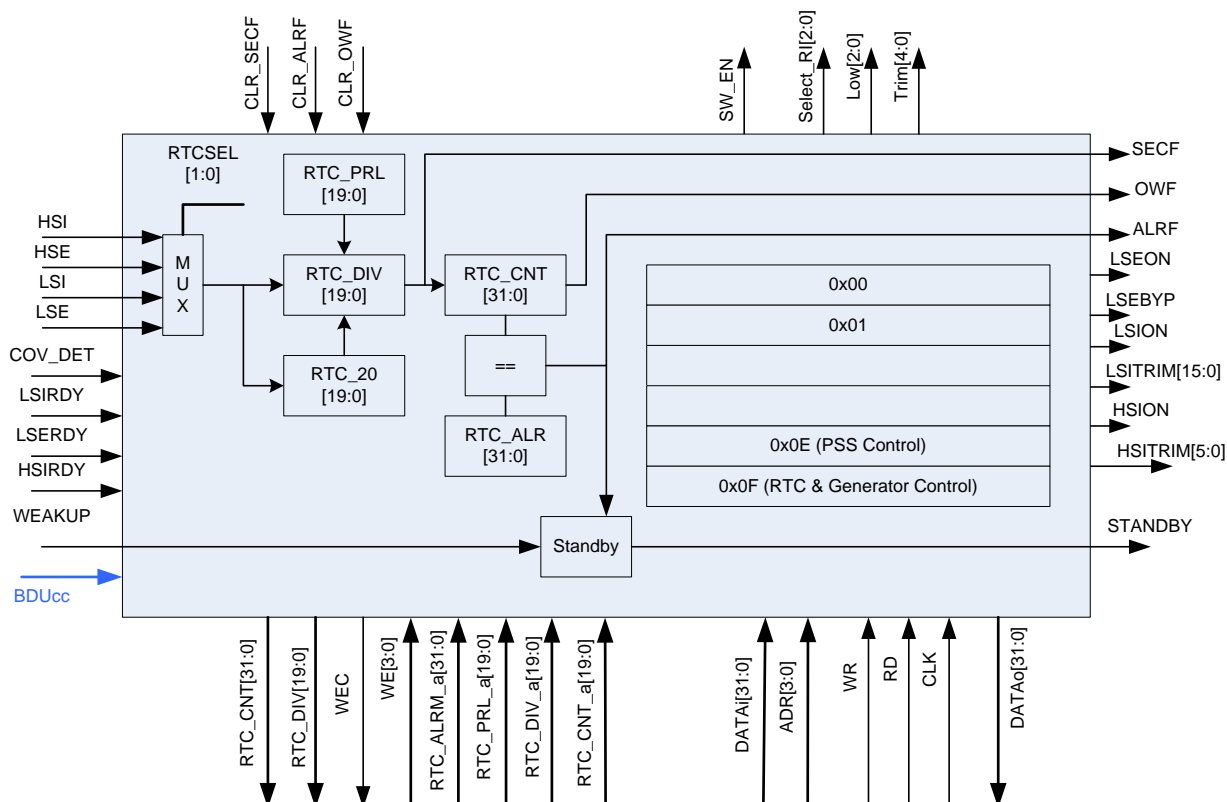 CLR_SECF
CLR_ALRF
CLR_OWF
SW_EN
Select_RI[2:0]
Low[2:0]
Trim[4:0]
RTCSEL
[1:0]
RTC_PRL
[19:0]
SECF
OWF
ALRF
HSI
HSE
LSI
LSE
M
U
X
RTC_DIV
[19:0]
RTC_CNT
[31:0]
0x00
0x01
LSEON
LSEBYP
LSION
LSITRIM[15:0]
HSION
HSITRIM[5:0]
COV_DET
LSIRDY
LSERDY
HSIRDY
WEAKUP
RTC_20
[19:0]
==
RTC_ALR
[31:0]
0x0E (PSS Control)
0x0F (RTC & Generator Control)
Standby
STANDBY
BDUcc
RTC_CNT[31:0]
RTC_DIV[19:0]
WEC
WE[3:0]
RTC_ALRM_a[31:0]
RTC_PRL_a[19:0]
RTC_DIV_a[19:0]
RTC_CNT_a[19:0]
DATAi[31:0]
ADR[3:0]
WR
RD
CLK
DATAo[31:0]